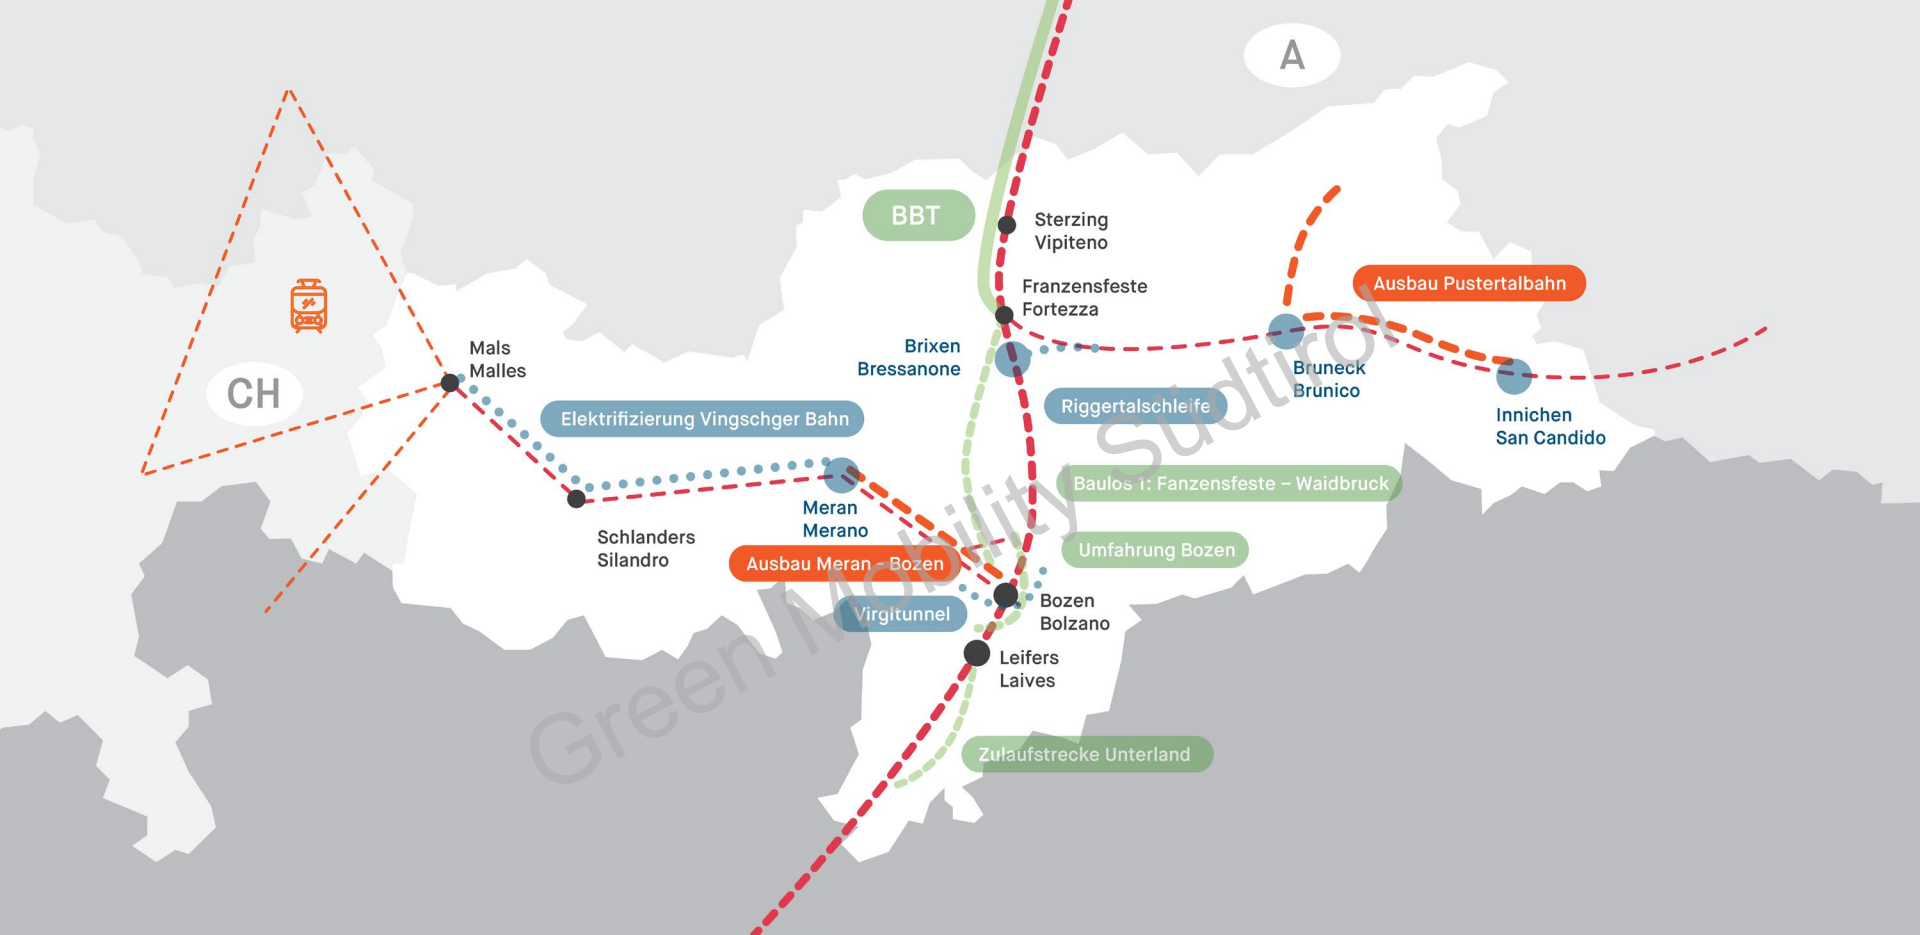 A
BBT
Sterzing
Vipiteno
Franzensfeste
Fortezza
Ausbau Pustertalbahn
Mals
Malles
Brixen
Bressanone
Bruneck
Brunico
CH
Elektrifizierung Vingschger Bahn
Riggertalschleife
Innichen
San Candido
Baulos 1: Fanzensfeste – Waidbruck
Meran
Merano
Schlanders
Silandro
Umfahrung Bozen
Ausbau Meran - Bozen
Virgltunnel
Bozen
Bolzano
Leifers
Laives
Zulaufstrecke Unterland
Green Mobility Südtirol